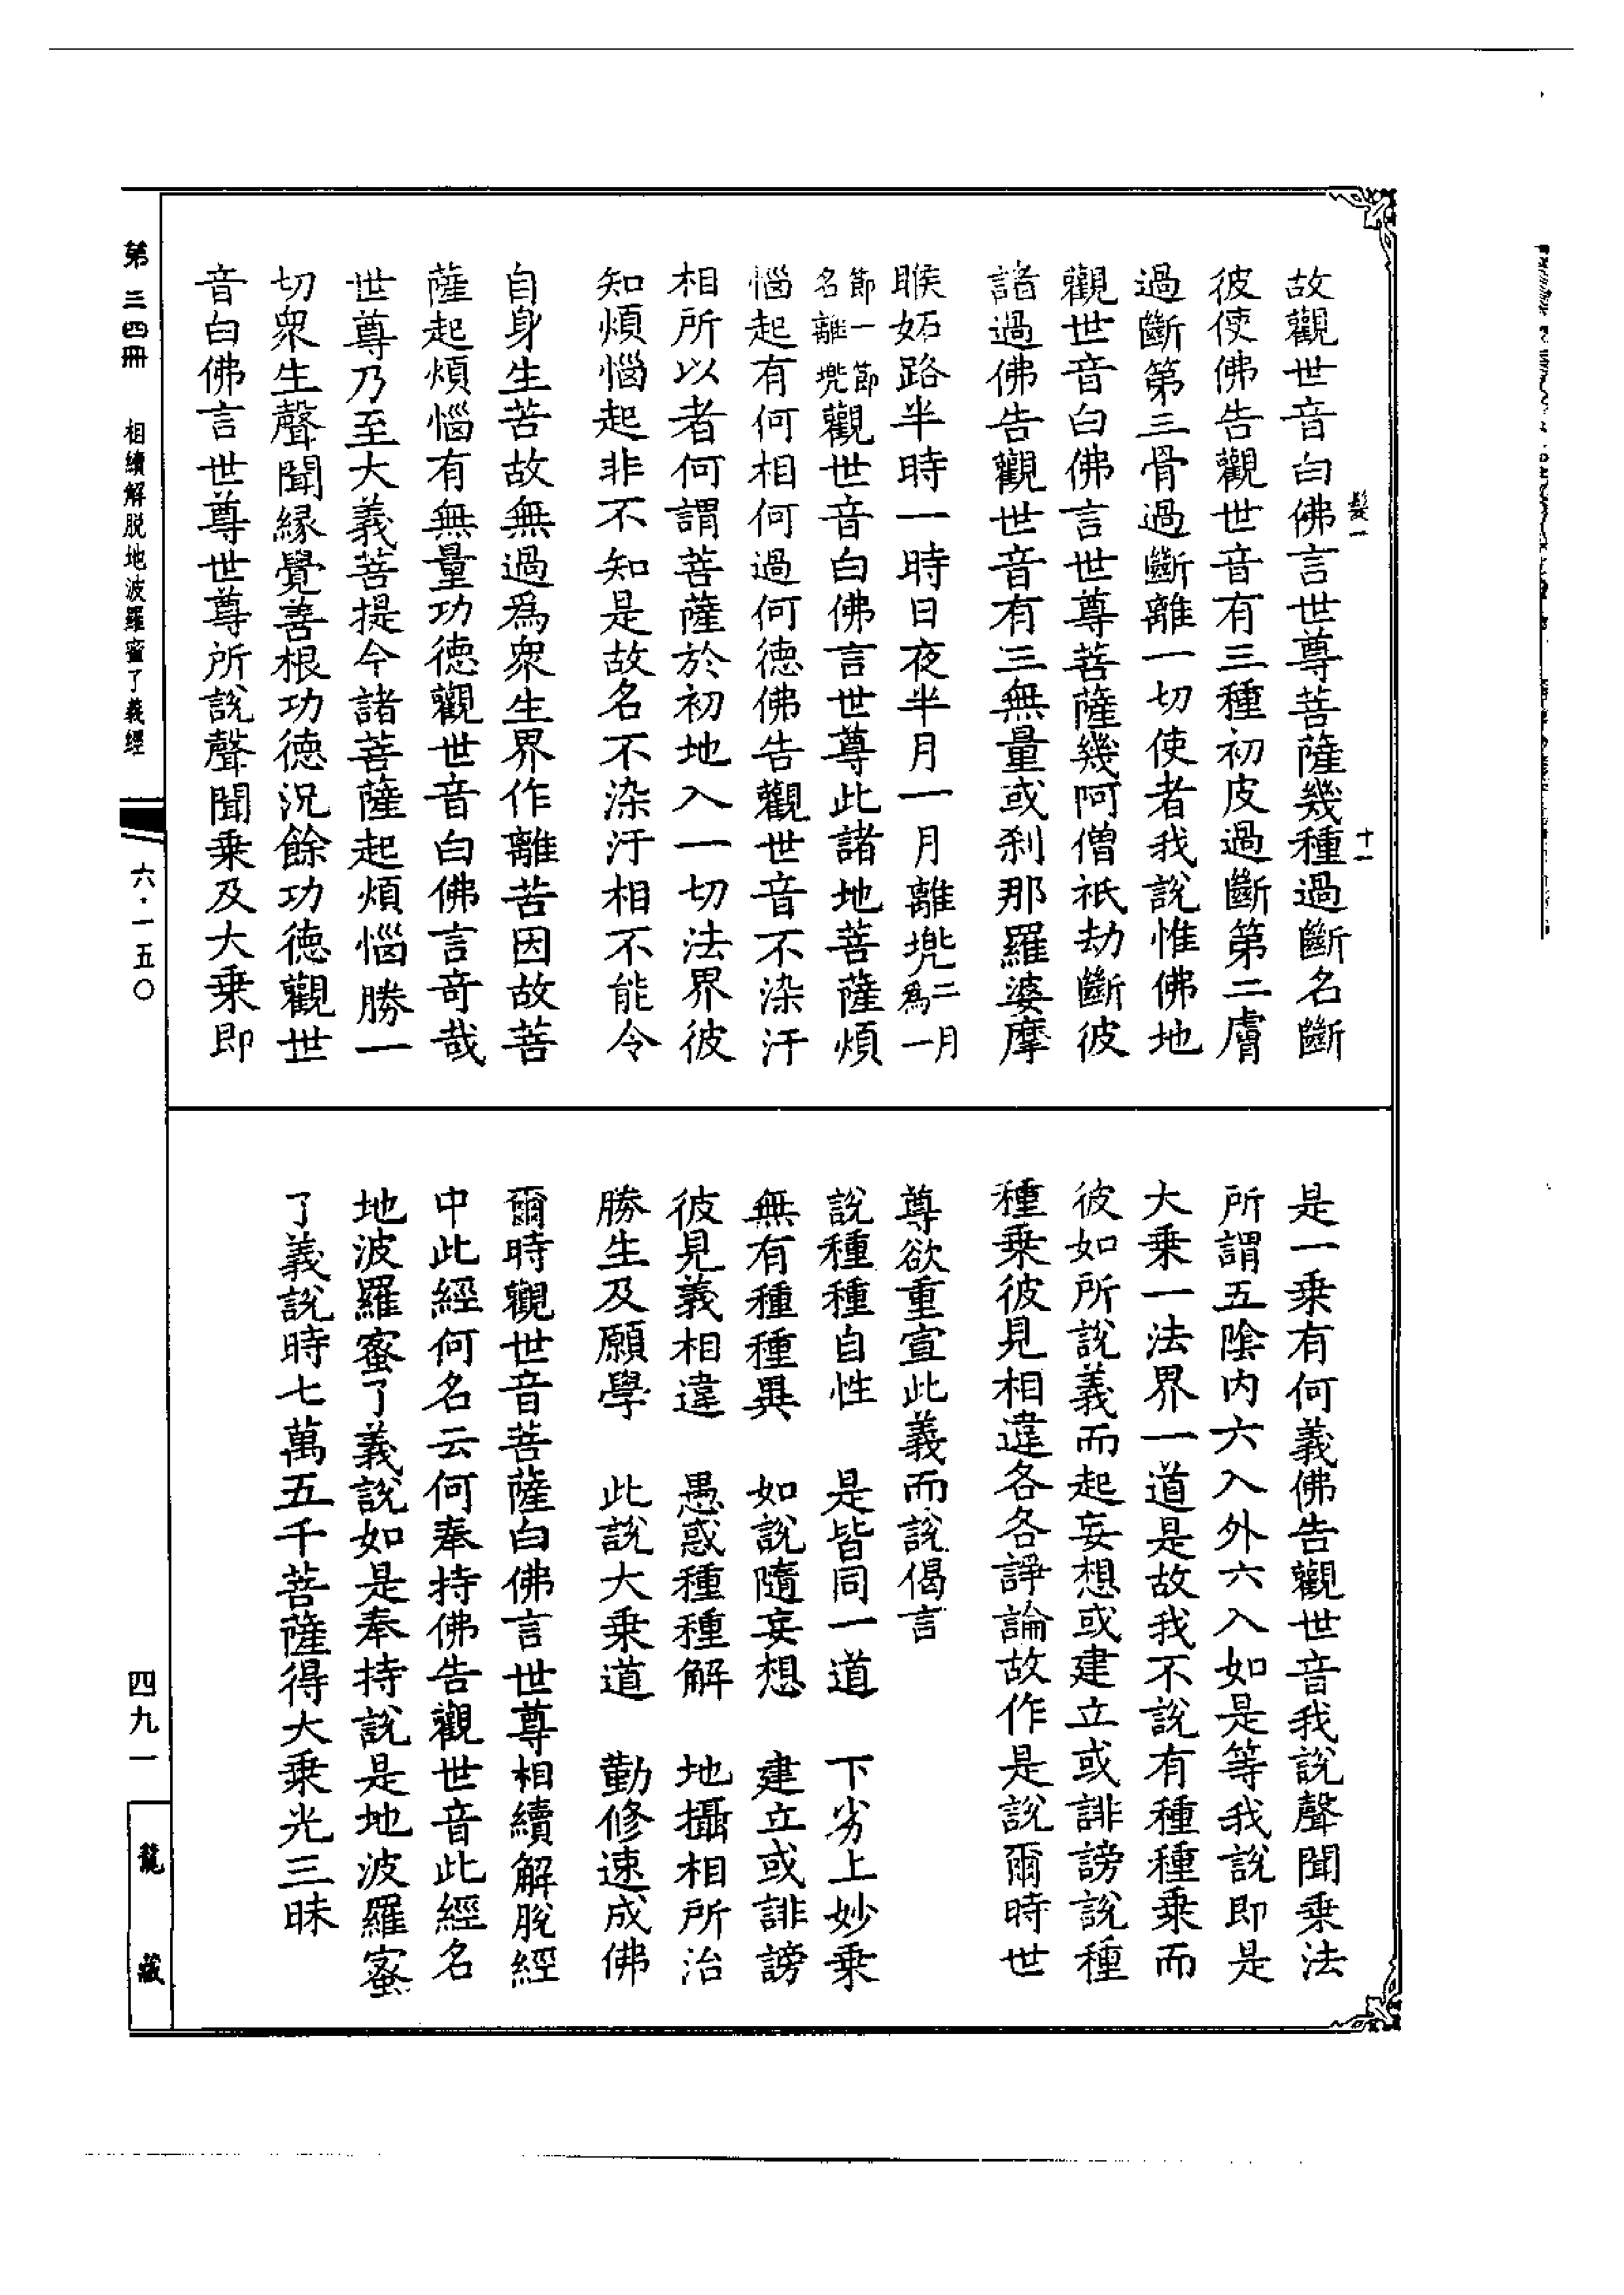 髮一
十一
故觀世音白佛言世尊菩薩幾種過斷名斷
彼使佛告觀世音有三種初皮過斷第二膚
過斷第三骨過斷離一切使者我說惟佛地
觀世音白佛言世尊菩薩幾阿僧祇劫斷彼
諸過佛告觀世音有三無量或刹那羅婆摩
睺妬路半時一時日夜半月一月離兠二月爲一
節一節名離兠觀世音白佛言世尊此諸地菩薩煩
惱起有何相何過何德佛告觀世音不染汙
相所以者何謂菩薩於初地入一切法界彼
知煩惱起非不知是故名不染汙相不能令
自身生苦故無過爲衆生界作離苦因故菩
薩起煩惱有無量功德觀世音白佛言奇哉
世尊乃至大義菩提令諸菩薩起煩惱勝一
切衆生聲聞緣覺善根功德況餘功德觀世
音白佛言世尊世尊所說聲聞乗及大乗即
是一乗有何義佛告觀世音我說聲聞乗法
所謂五陰内六入外六入如是等我說即是
大乗一法界一道是故我不說有種種乗而
彼如所說義而起妄想或建立或誹謗說種
種乗彼見相違各各諍論故作是說爾時世
尊欲重宣此義而說偈言
說種種自性　是皆同一道　下劣上妙乗
無有種種異　如說隨妄想　建立或誹謗
彼見義相違　愚惑種種解　地攝相所治
勝生及願學　此說大乗道　勤修速成佛
爾時觀世音菩薩白佛言世尊相續解脫經
中此經何名云何奉持佛告觀世音此經名
地波羅蜜了義說如是奉持說是地波羅蜜
了義說時七萬五千菩薩得大乗光三昧
第三四冊　相續解脫地波羅蜜了義經
六·一五〇
四九一
龍藏